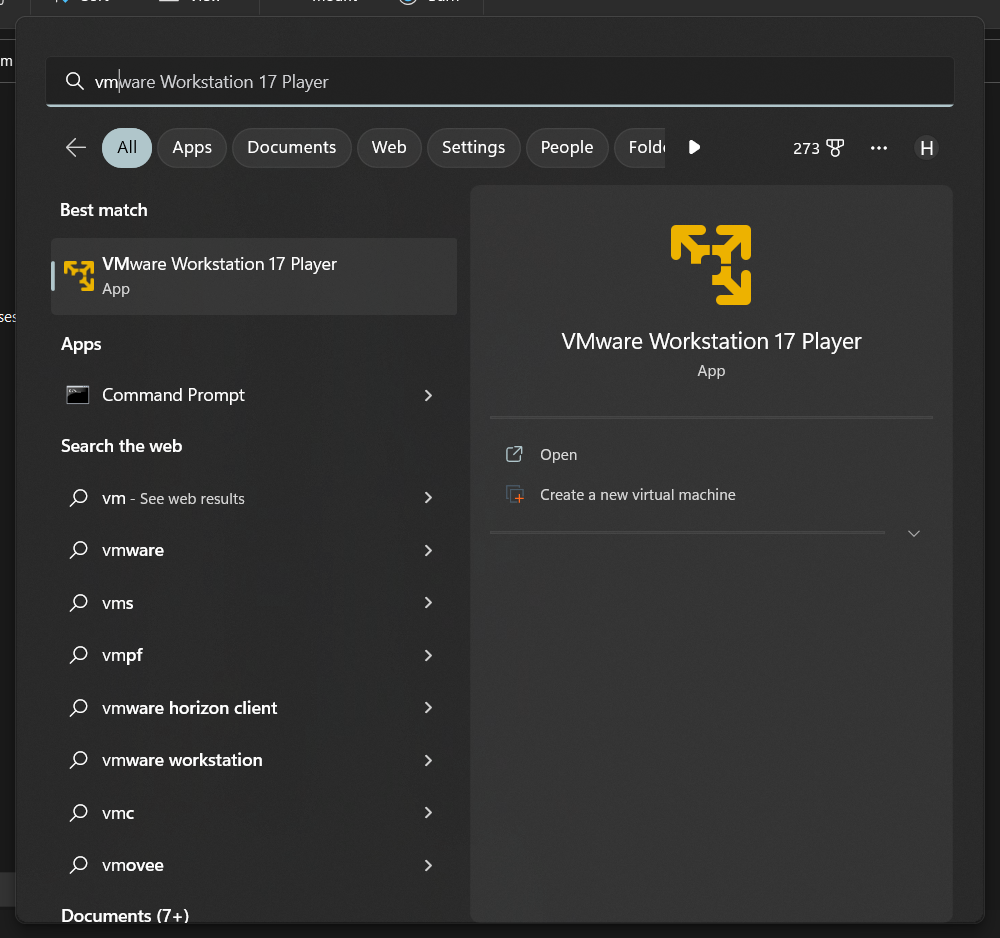 m
vmware Workstation 17 Player
All
Apps
Documents
Web
Settings
People
Folde
273
H
Best match
VMware Workstation 17 Player
App
VMware Workstation 17 Player
App
Open
Create a new virtual machine
Apps
Command Prompt
Search the web
vm - See web results
vmware
vms
vmpf
vmware horizon client
vmware workstation
vmc
vmovee
Documents (7+)
ses